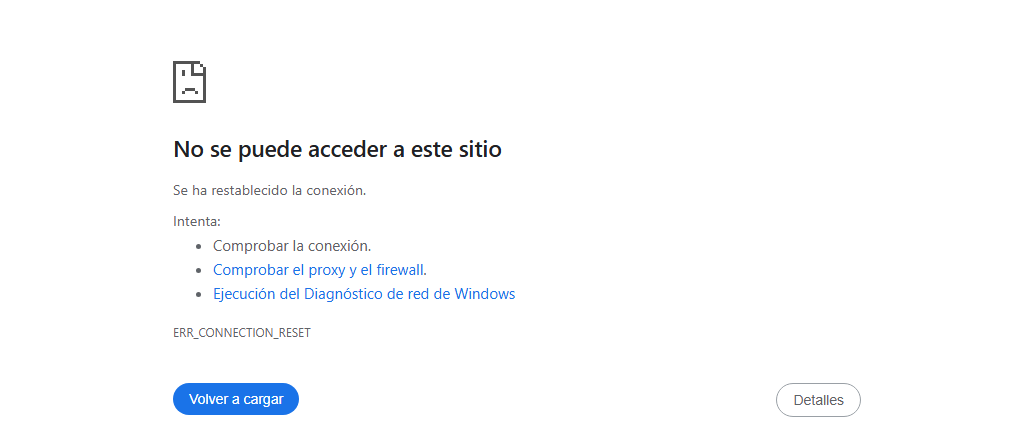 No se puede acceder a este sitio
Se ha restablecido la conexión.
Intenta:
Comprobar la conexión.
Comprobar el proxy y el firewall.
Ejecución del Diagnóstico de red de Windows
ERR_CONNECTION_RESET
Volver a cargar
Detalles